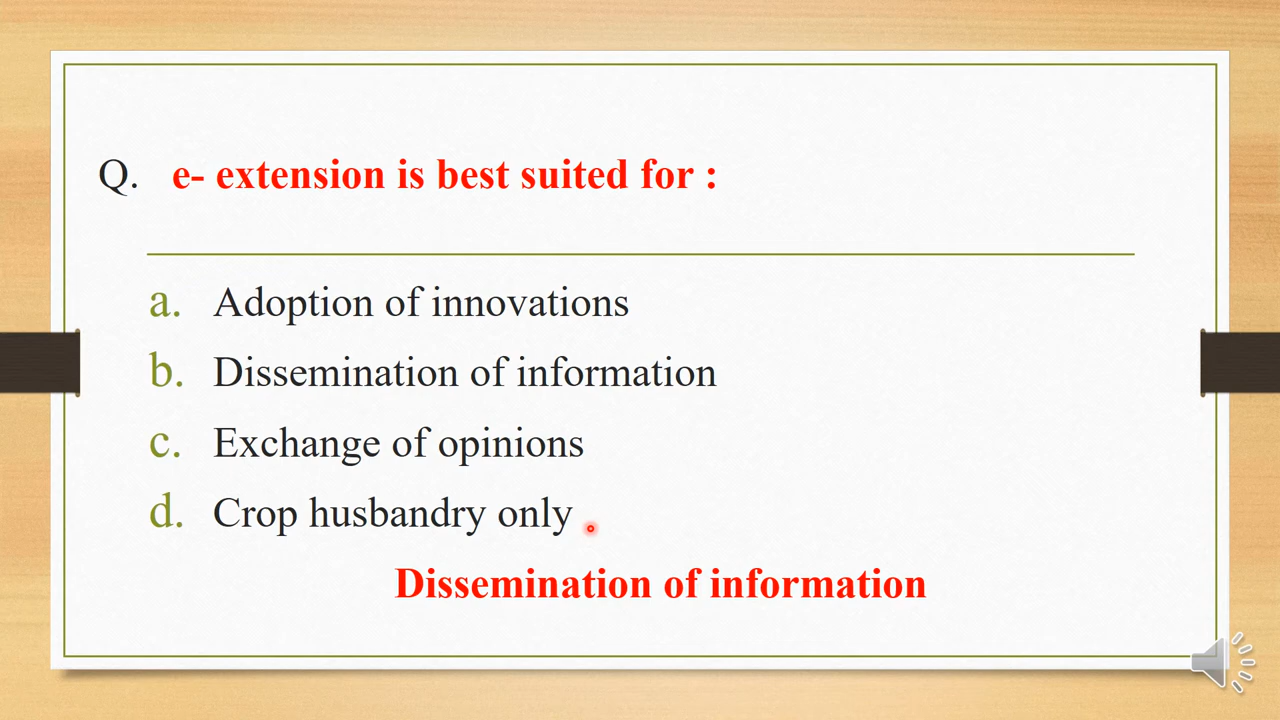 Q. e- extension is best suited for :
a. Adoption of innovations
b. Dissemination of information
c. Exchange of opinions
d. Crop husbandry only
Dissemination of information